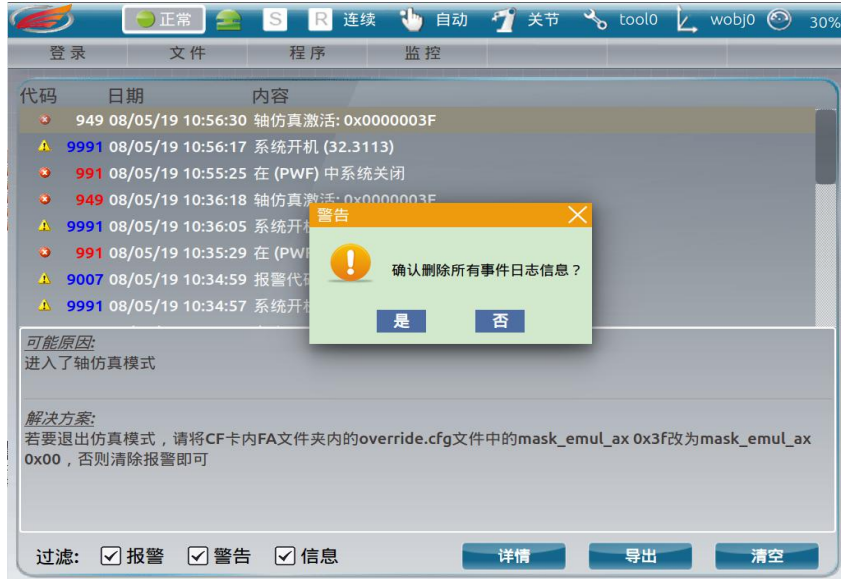 正常 S R 连续 自动 关节 tool0 wobj0 30%
登录 文件 程序 监控
代码 日期 内容
949 08/05/19 10:56:30 轴仿真激活: 0x0000003F
9991 08/05/19 10:56:17 系统开机 (32.3113)
991 08/05/19 10:55:25 在 (PWF) 中系统关闭
949 08/05/19 10:36:18 轴仿真激活: 0x0000003F
9991 08/05/19 10:36:05 系统开机
991 08/05/19 10:35:29 在 (PWF
9007 08/05/19 10:34:59 报警代码
9991 08/05/19 10:34:57 系统开机
警告
确认删除所有事件日志信息？
是 否
可能原因:
进入了轴仿真模式
解决方案:
若要退出仿真模式，请将CF卡内FA文件夹内的override.cfg文件中的mask_emul_ax 0x3f改为mask_emul_ax
0x00，否则清除报警即可
过滤: 报警 警告 信息 详情 导出 清空